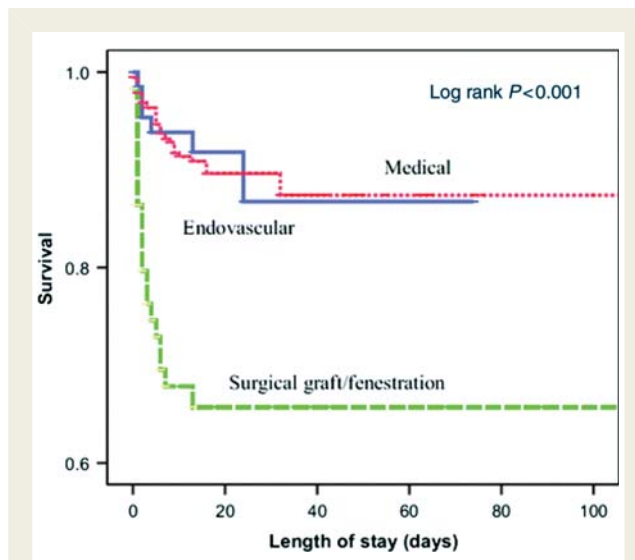 1.0
Log rank P<0.001
Medical
Endovascular
0.8
Survival
Surgical graft/fenestration
0.6
0 20 40 60 80 100
Length of stay (days)